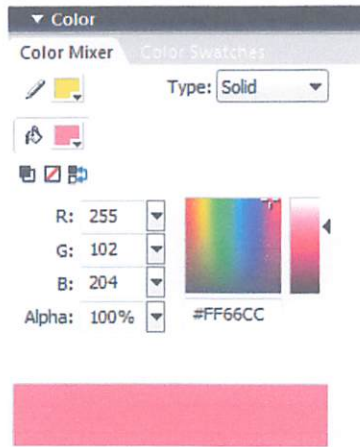 Color
Color Mixer Color Swatches
Type: Solid
R: 255
G: 102
B: 204
Alpha: 100% #FF66CC